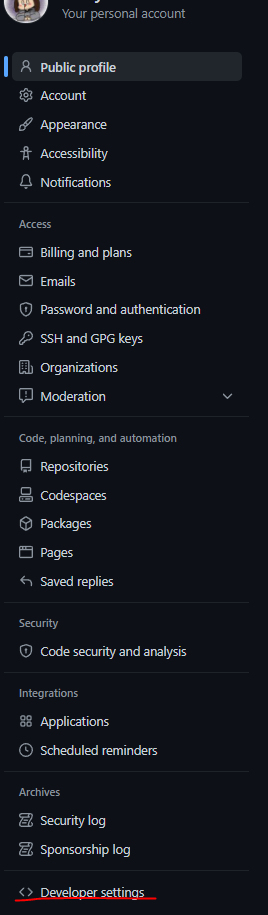 Your personal account
Public profile
Account
Appearance
Accessibility
Notifications
Access
Billing and plans
Emails
Password and authentication
SSH and GPG keys
Organizations
Moderation
Code, planning, and automation
Repositories
Codespaces
Packages
Pages
Saved replies
Security
Code security and analysis
Integrations
Applications
Scheduled reminders
Archives
Security log
Sponsorship log
Developer settings